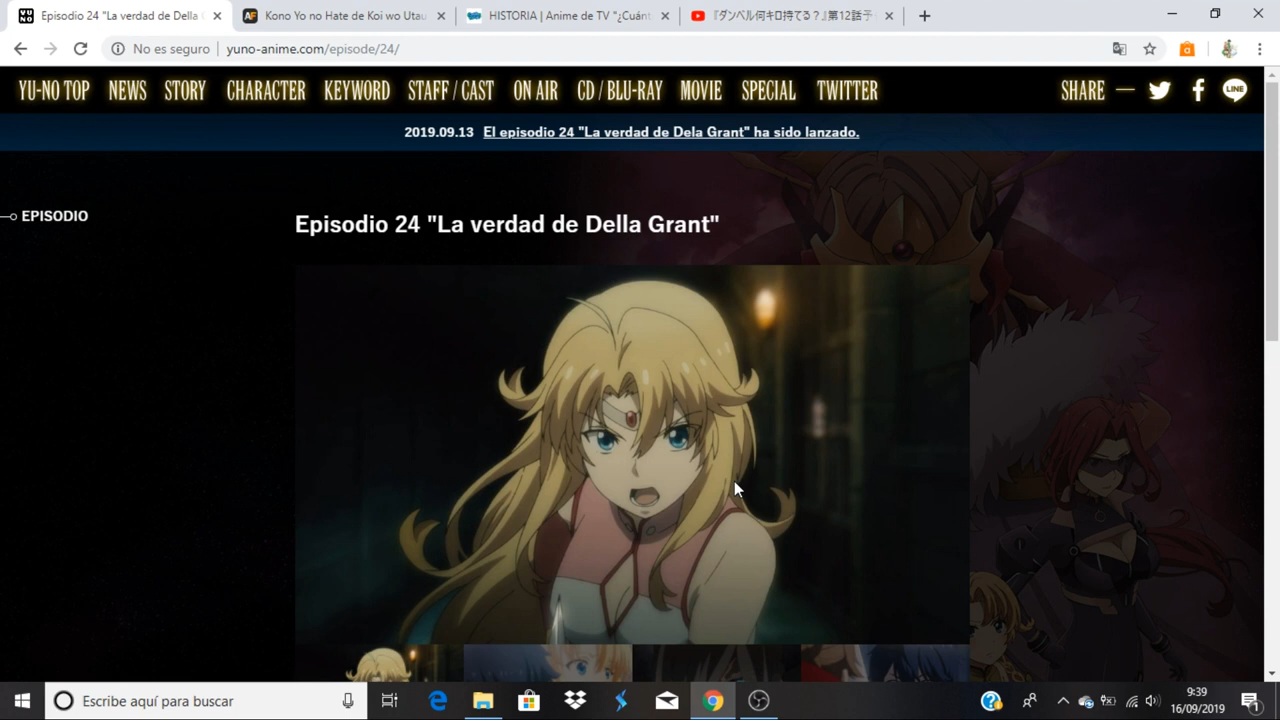 Episodio 24 "La verdad de Della G
Kono Yo no Hate de Koi wo Utau
HISTORIA | Anime de TV "¿Cuánt
『ダンベル何キロ持てる？』第12話予
No es seguro yuno-anime.com/episode/24/
YU-NO TOP NEWS STORY CHARACTER KEYWORD STAFF / CAST ON AIR CD / BLU-RAY MOVIE SPECIAL TWITTER SHARE LINE
2019.09.13 El episodio 24 "La verdad de Dela Grant" ha sido lanzado.
EPISODIO
Episodio 24 "La verdad de Della Grant"
Escribe aquí para buscar
9:39
16/09/2019
1